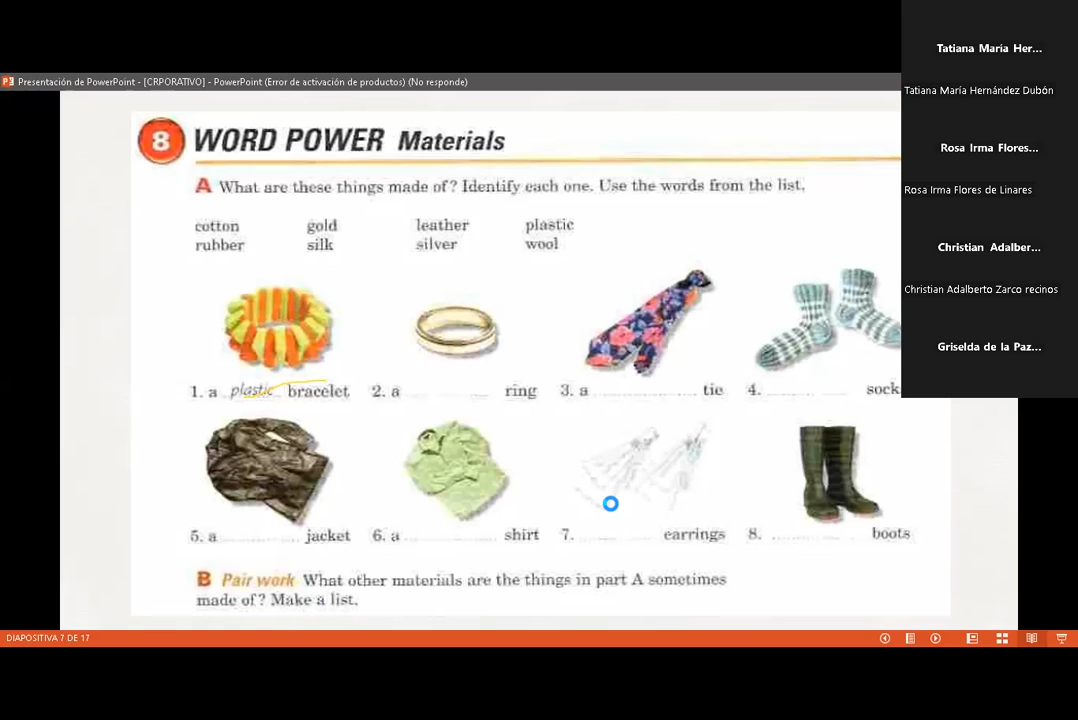 Presentación de PowerPoint - [CRPORATIVO] - PowerPoint (Error de activación de productos) (No responde)
Tatiana María Her...
Tatiana María Hernández Dubón
Rosa Irma Flores...
Rosa Irma Flores de Linares
Christian Adalber...
Christian Adalberto Zarco recinos
Griselda de la Paz...
8 WORD POWER Materials
A What are these things made of? Identify each one. Use the words from the list.
cotton gold leather plastic
rubber silk silver wool
1. a plastic bracelet 2. a ring 3. a tie 4. sock
5. a jacket 6. a shirt 7. earrings 8. boots
B Pair work What other materials are the things in part A sometimes
made of? Make a list.
DIAPOSITIVA 7 DE 17